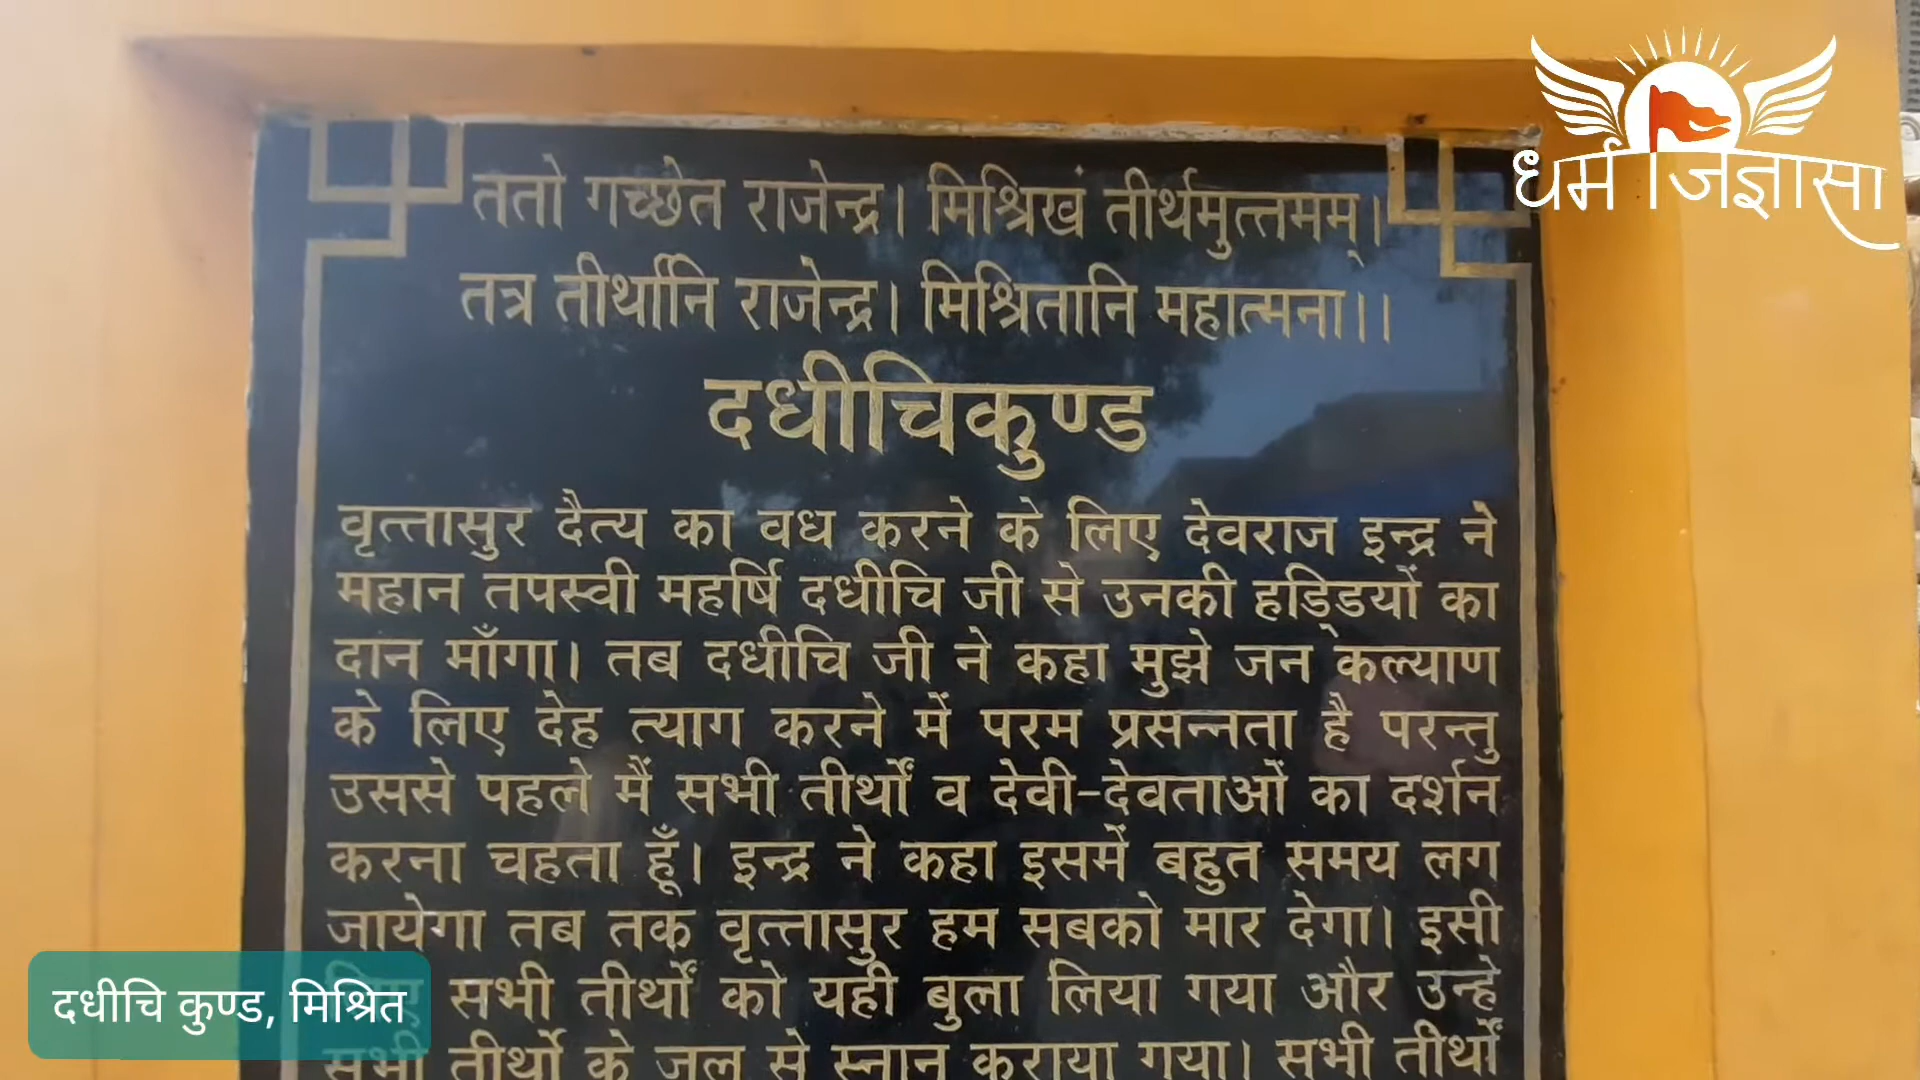 धर्म जिज्ञासा
ततो गच्छेत राजेन्द्र। मिश्रिखं तीर्थमुत्तमम्।
तत्र तीर्थानि राजेन्द्र। मिश्रितानि महात्मना।।
दधीचिकुण्ड
वृत्तासुर दैत्य का वध करने के लिए देवराज इन्द्र ने
महान तपस्वी महर्षि दधीचि जी से उनकी हड्डियों का
दान माँगा। तब दधीचि जी ने कहा मुझे जन कल्याण
के लिए देह त्याग करने में परम प्रसन्नता है परन्तु
उससे पहले मैं सभी तीर्थों व देवी-देवताओं का दर्शन
करना चहता हूँ। इन्द्र ने कहा इसमें बहुत समय लग
जायेगा तब तक वृत्तासुर हम सबको मार देगा। इसी
सभी तीर्थों को यही बुला लिया गया और उन्हे
सभी तीर्थो के जल से स्नान कराया गया। सभी तीर्थों
दधीचि कुण्ड, मिश्रित